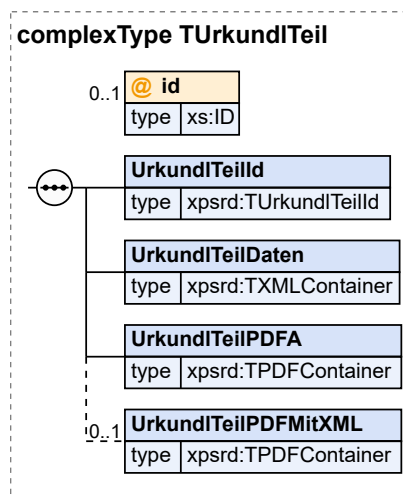 complexType TUrkundlTeil
0..1
@ id
type xs:ID
UrkundlTeilId
type xpsrd:TUrkundlTeilId
UrkundlTeilDaten
type xpsrd:TXMLContainer
UrkundlTeilPDFA
type xpsrd:TPDFContainer
0..1
UrkundlTeilPDFMitXML
type xpsrd:TPDFContainer